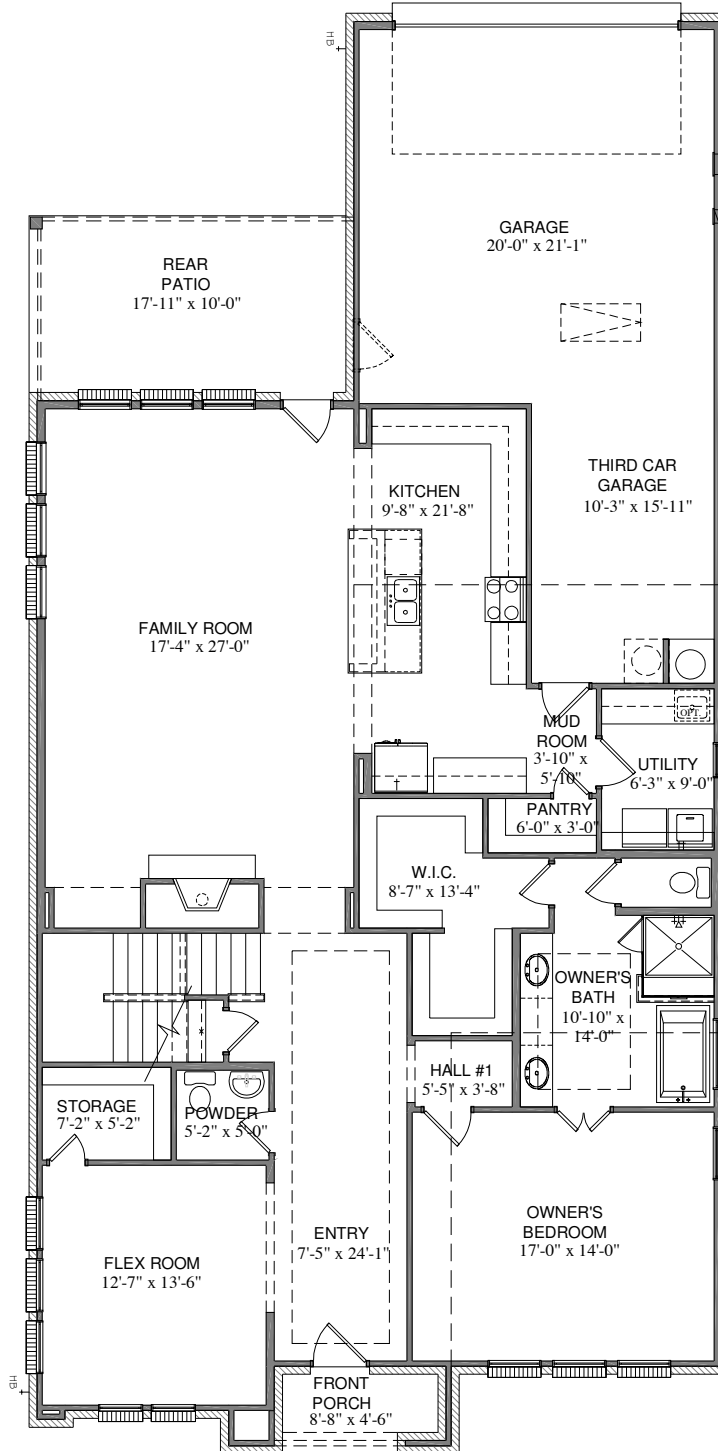 HB
GARAGE
20'-0" x 21'-1"
REAR
PATIO
17'-11" x 10'-0"
THIRD CAR
GARAGE
10'-3" x 15'-11"
KITCHEN
9'-8" x 21'-8"
FAMILY ROOM
17'-4" x 27'-0"
OPT.
MUD
ROOM
3'-10" x
5'-10"
UTILITY
6'-3" x 9'-0"
PANTRY
6'-0" x 3'-0"
W.I.C.
8'-7" x 13'-4"
OWNER'S
BATH
10'-10" x
14'-0"
HALL #1
5'-5" x 3'-8"
STORAGE
7'-2" x 5'-2"
POWDER
5'-2" x 5'-0"
OWNER'S
BEDROOM
17'-0" x 14'-0"
ENTRY
7'-5" x 24'-1"
FLEX ROOM
12'-7" x 13'-6"
HB
FRONT
PORCH
8'-8" x 4'-6"